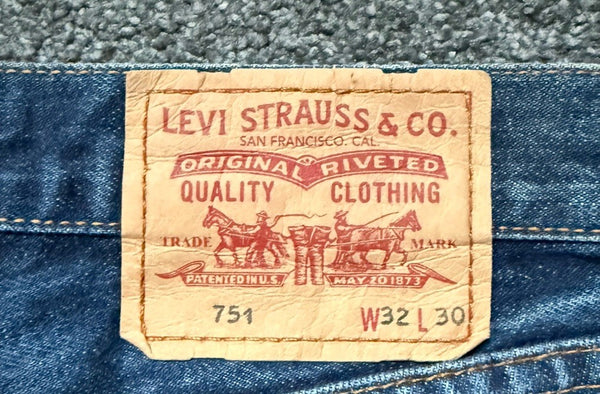 LEVI STRAUSS & CO.
SAN FRANCISCO. CAL.
ORIGINAL RIVETED
QUALITY CLOTHING
TRADE MARK
PATENTED IN U.S. MAY 20 1873
751 W32 L 30